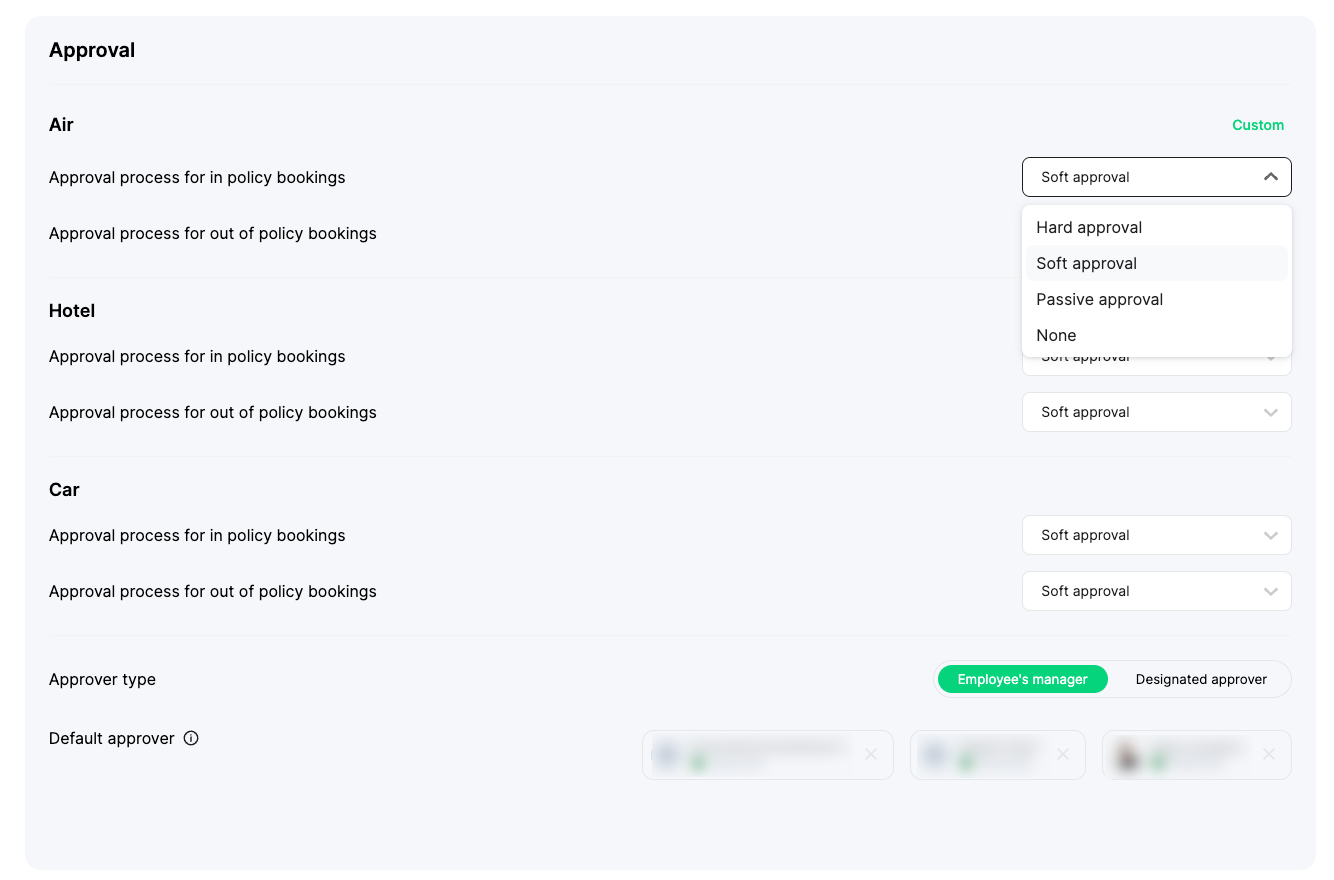 Approval
Air
Custom
Approval process for in policy bookings
Soft approval
Approval process for out of policy bookings
Hard approval
Soft approval
Passive approval
None
Hotel
Approval process for in policy bookings
Soft approval
Approval process for out of policy bookings
Soft approval
Car
Approval process for in policy bookings
Soft approval
Approval process for out of policy bookings
Soft approval
Approver type
Employee's manager
Designated approver
Default approver